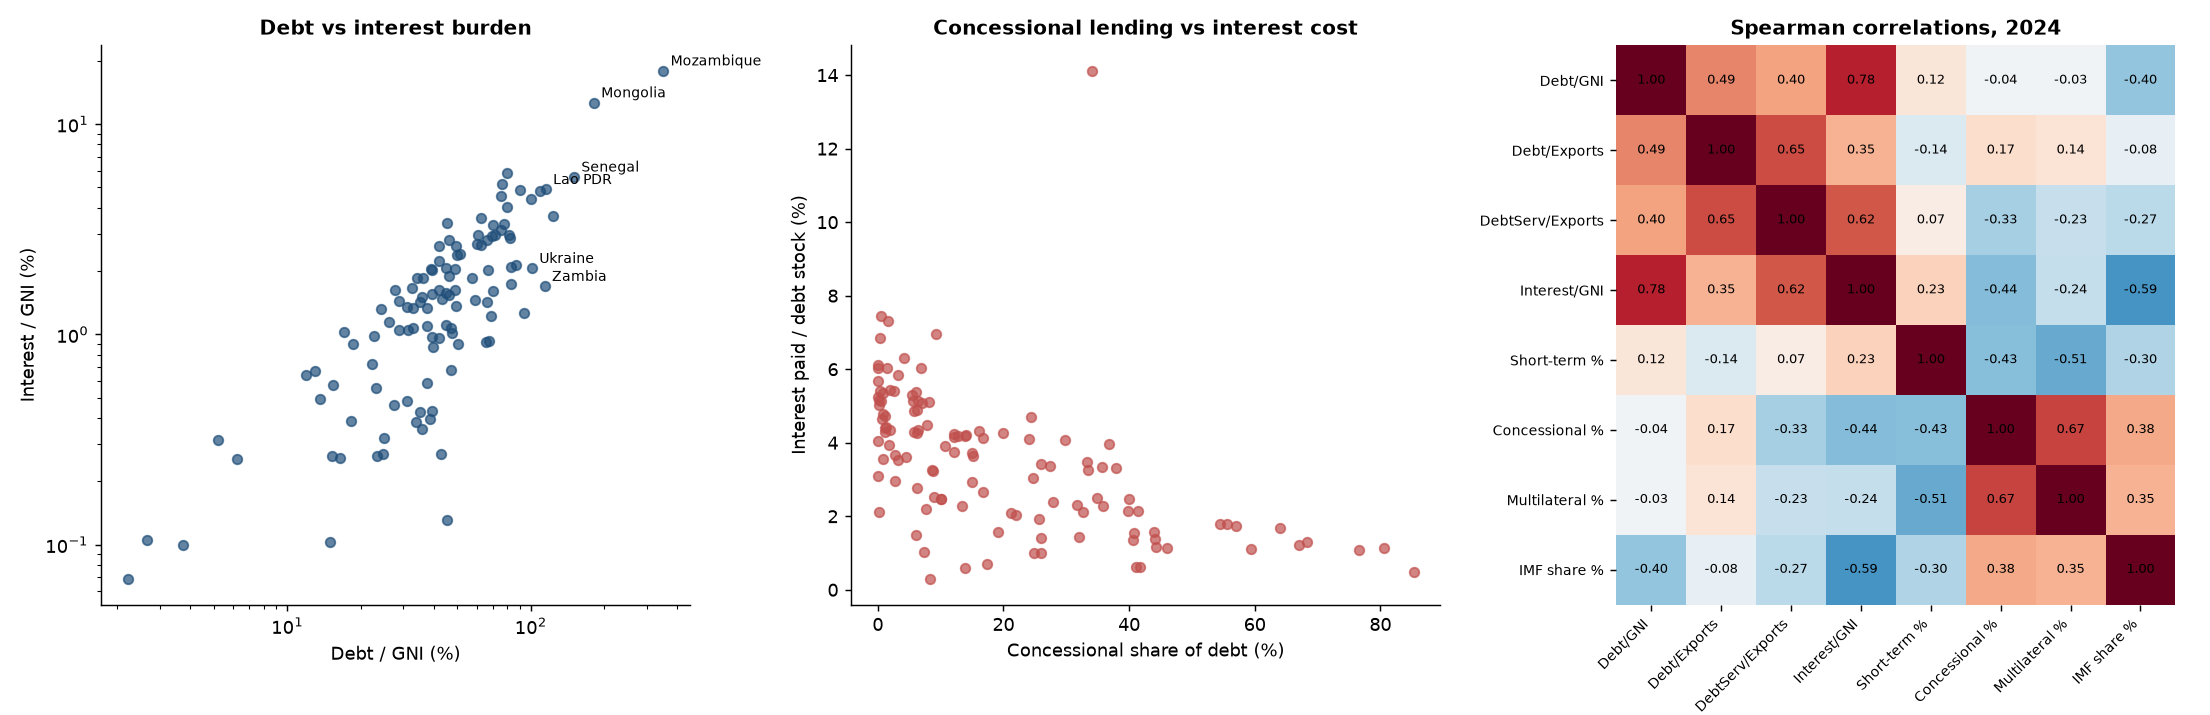 Debt vs interest burden
Interest / GNI (%)
10¹
10⁰
10⁻¹
Mozambique
Mongolia
Senegal
Lao PDR
Ukraine
Zambia
10¹ 10²
Debt / GNI (%)
Concessional lending vs interest cost
Interest paid / debt stock (%)
14
12
10
8
6
4
2
0
0 20 40 60 80
Concessional share of debt (%)
Spearman correlations, 2024
Debt/GNI 1.00 0.49 0.40 0.78 0.12 -0.04 -0.03 -0.40
Debt/Exports 0.49 1.00 0.65 0.35 -0.14 0.17 0.14 -0.08
DebtServ/Exports 0.40 0.65 1.00 0.62 0.07 -0.33 -0.23 -0.27
Interest/GNI 0.78 0.35 0.62 1.00 0.23 -0.44 -0.24 -0.59
Short-term % 0.12 -0.14 0.07 0.23 1.00 -0.43 -0.51 -0.30
Concessional % -0.04 0.17 -0.33 -0.44 -0.43 1.00 0.67 0.38
Multilateral % -0.03 0.14 -0.23 -0.24 -0.51 0.67 1.00 0.35
IMF share % -0.40 -0.08 -0.27 -0.59 -0.30 0.38 0.35 1.00
Debt/GNI
Debt/Exports
DebtServ/Exports
Interest/GNI
Short-term %
Concessional %
Multilateral %
IMF share %